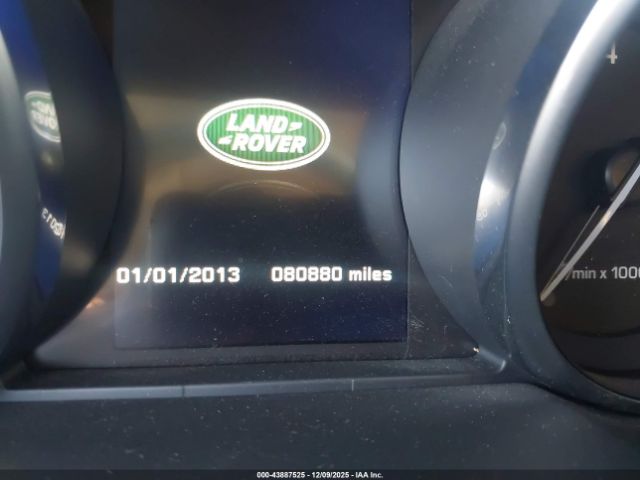 LAND
ROVER
01/01/2013 080880 miles
min x 1000
000-43887525 - 12/09/2025 - IAA Inc.